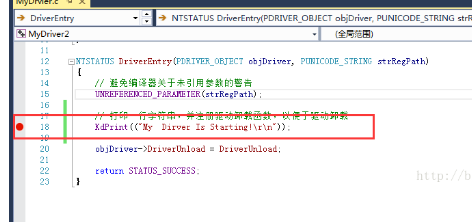 MyDrvier.c
DriverEntry
NTSTATUS DriverEntry(PDRIVER_OBJECT objDriver, PUNICODE_STRING strRegPath)
MyDriver2
(全局范围)
11
12 NTSTATUS DriverEntry(PDRIVER_OBJECT objDriver, PUNICODE_STRING strRegPath)
13 {
14 // 避免编译器关于未引用参数的警告
15 UNREFERENCED_PARAMETER(strRegPath);
16
17 // 打印一行字符串，并注册驱动卸载函数，以便于驱动卸载
18 KdPrint(("My Dirver Is Starting!\r\n"));
19
20 objDriver->DriverUnload = DriverUnload;
21
22 return STATUS_SUCCESS;
23 }
http://b